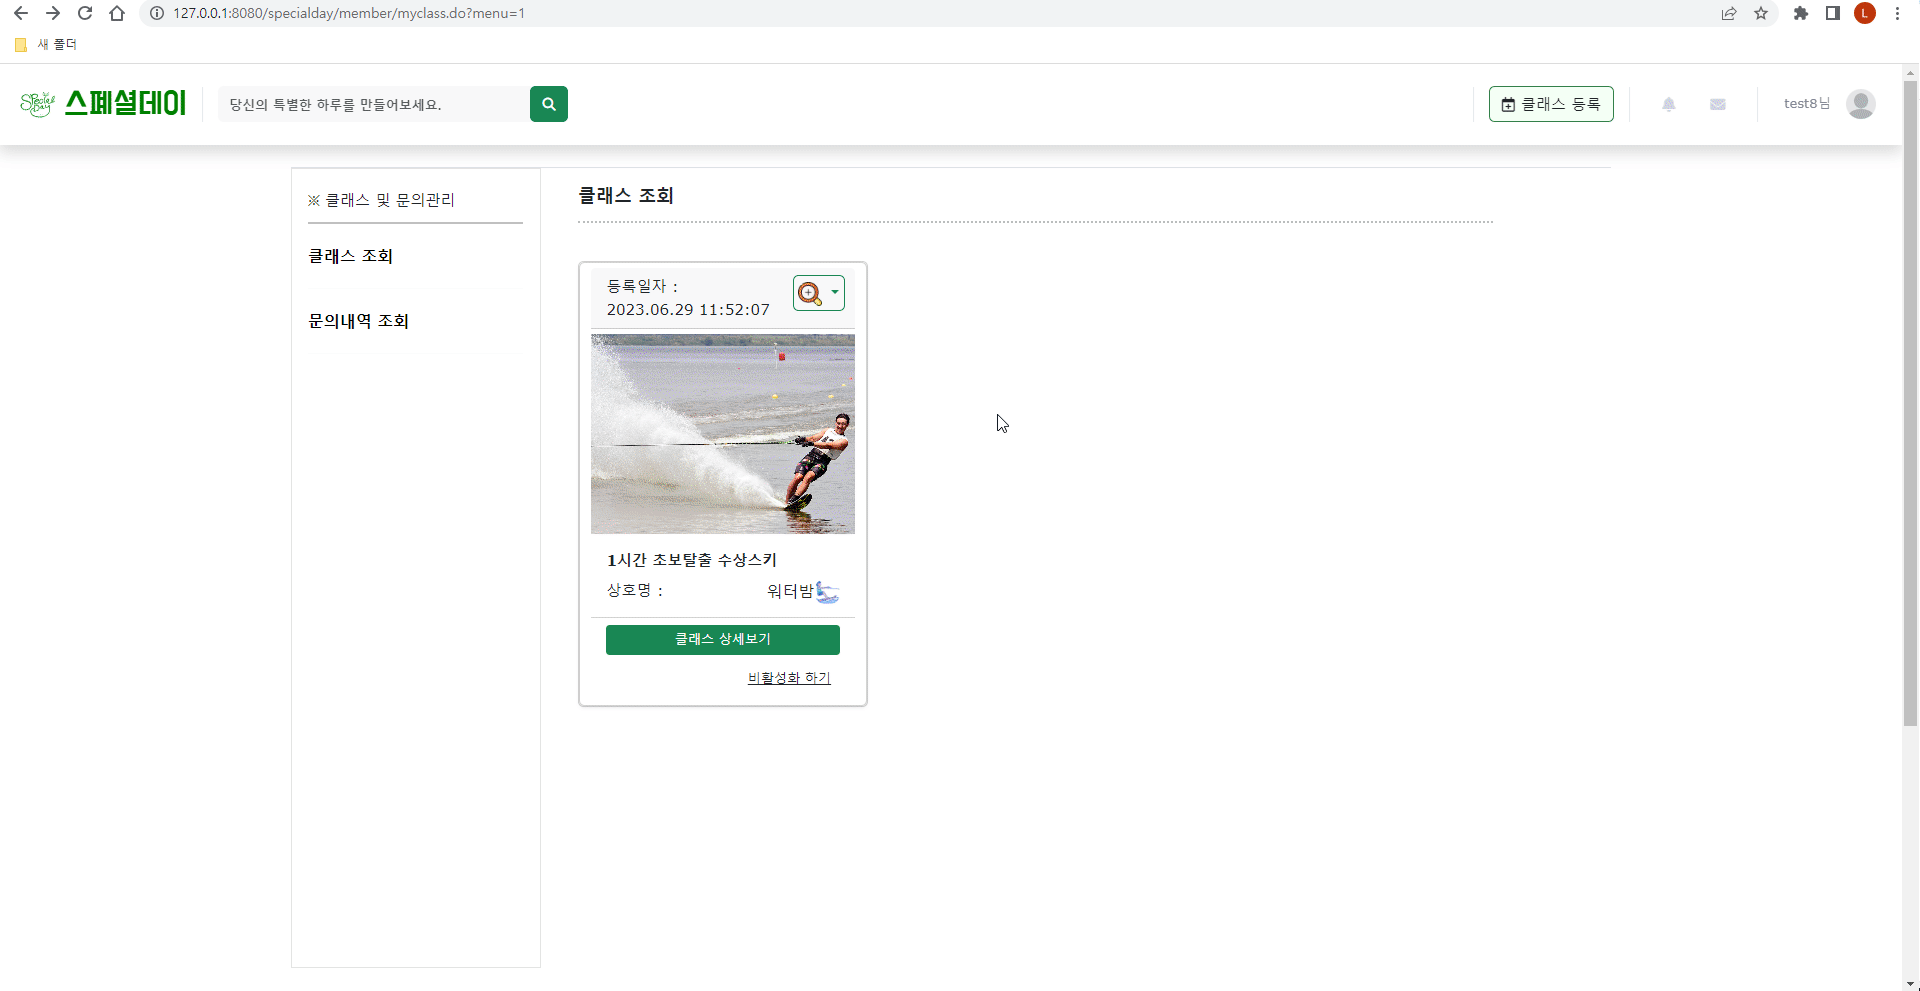 127.0.0.1:8080/specialday/member/myclass.do?menu=1
L
새 폴더
Special Day 스페셜데이
당신의 특별한 하루를 만들어보세요.
클래스 등록
test8님
※ 클래스 및 문의관리
클래스 조회
문의내역 조회
클래스 조회
등록일자 :
2023.06.29 11:52:07
1시간 초보탈출 수상스키
상호명 : 워터밤
클래스 상세보기
비활성화 하기